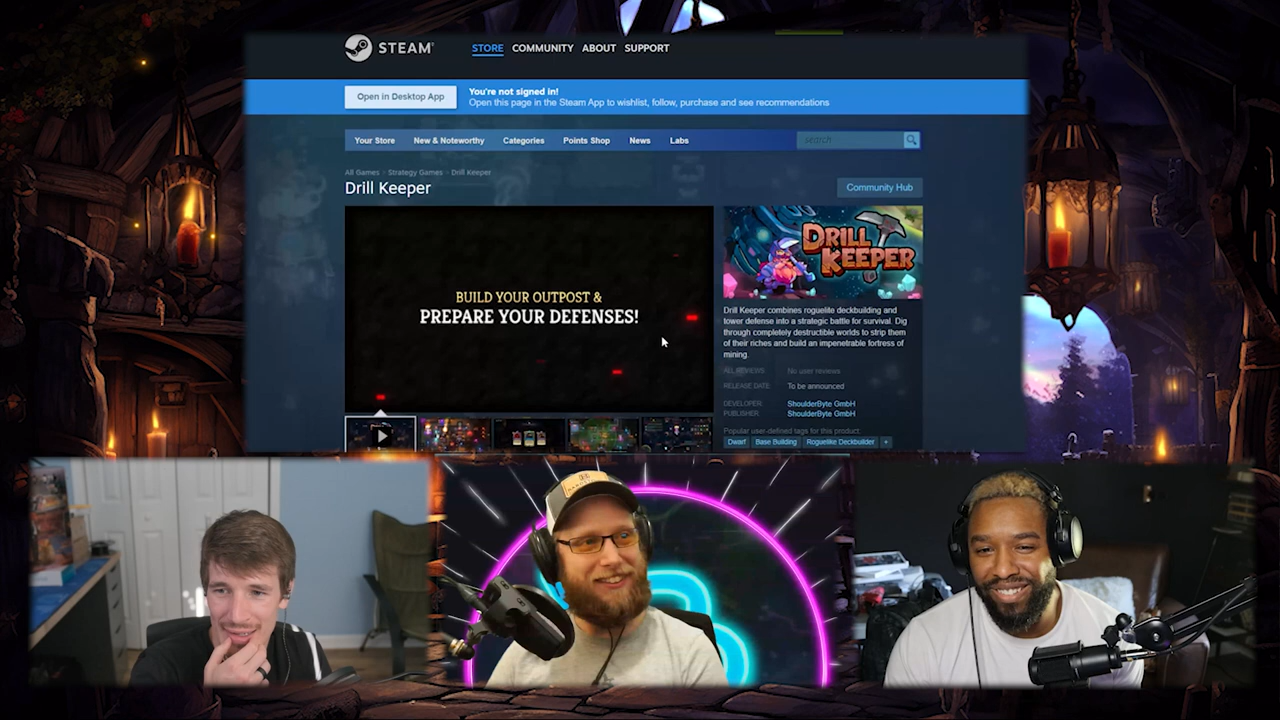 STEAM
STORE COMMUNITY ABOUT SUPPORT
Open in Desktop App
You're not signed in!
Open this page in the Steam App to wishlist, follow, purchase and see recommendations
Your Store New & Noteworthy Categories Points Shop News Labs
search
All Games > Strategy Games > Drill Keeper
Drill Keeper
Community Hub
BUILD YOUR OUTPOST &
PREPARE YOUR DEFENSES!
DRILL
KEEPER
Drill Keeper combines roguelite deckbuilding and
tower defense into a strategic battle for survival. Dig
through completely destructible worlds to strip them
of their riches and build an impenetrable fortress of
mining.
ALL REVIEWS: No user reviews
RELEASE DATE: To be announced
DEVELOPER: ShoulderByte GmbH
PUBLISHER: ShoulderByte GmbH
Popular user-defined tags for this product:
Dwarf Base Building Roguelike Deckbuilder +